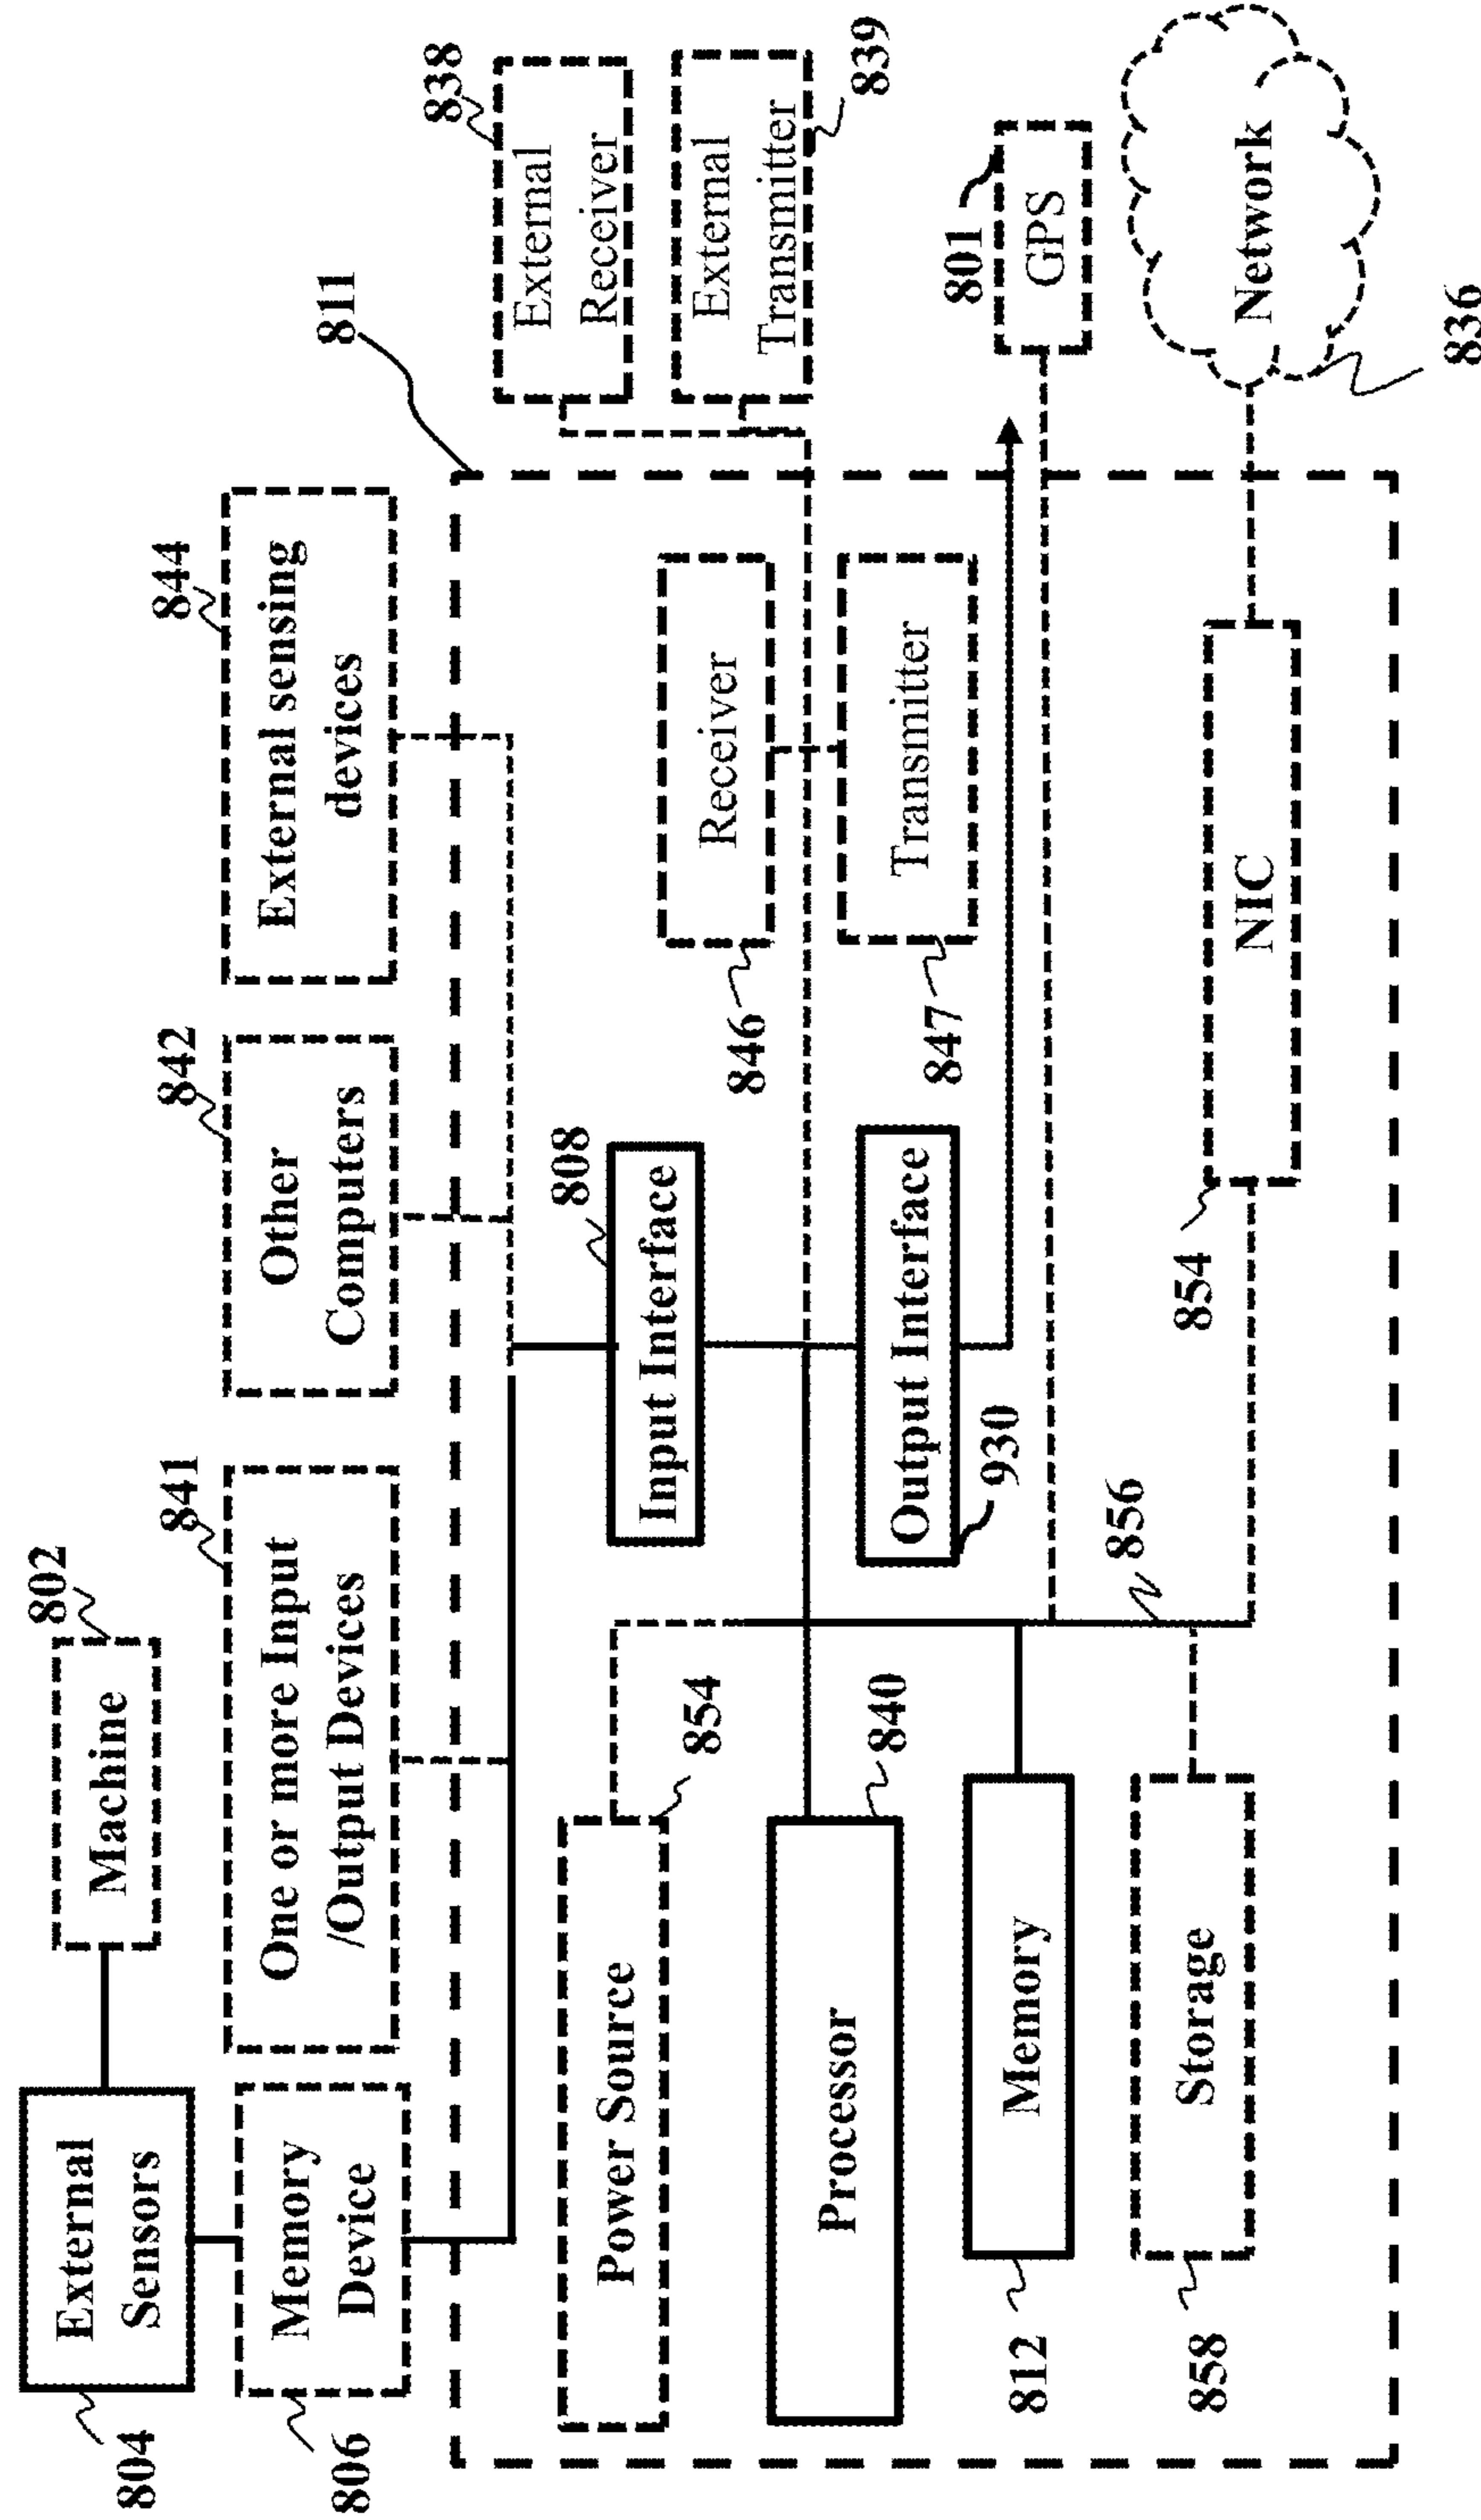 802
Machine
External
Sensors
804
841
One or more Input
/Output Devices
842
Other
Computers
844
External sensing
devices
Memory
Device
806
811
838
External
Receiver
External
Transmitter
839
808
Input Interface
Receiver
846
Transmitter
847
Power Source
854
Processor
840
Output Interface
930
801
GPS
Memory
812
856
Storage
858
854
NIC
Network
836